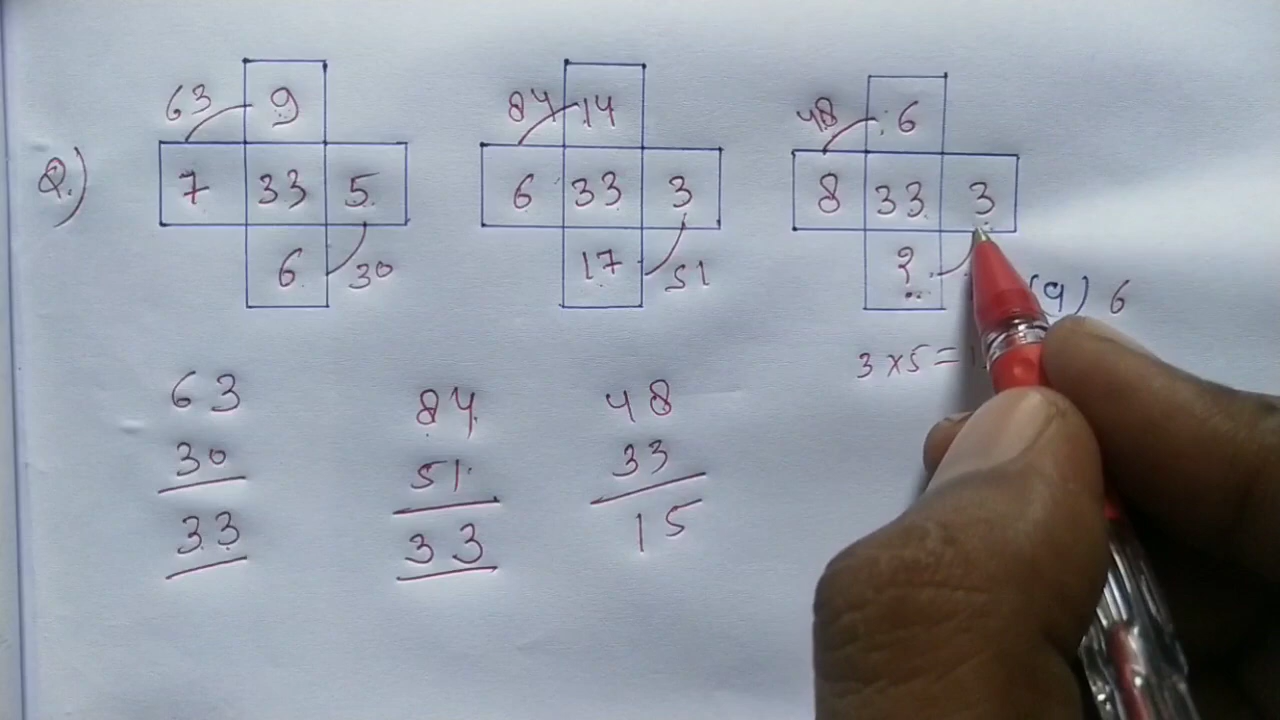 63 9 84 14 48 6
Q.) 7 33 5 6 33 3 8 33 3
6 30 17 51 ?
(9) 6
3 x 5 =
63 84 48
30 51 33
33 33 15